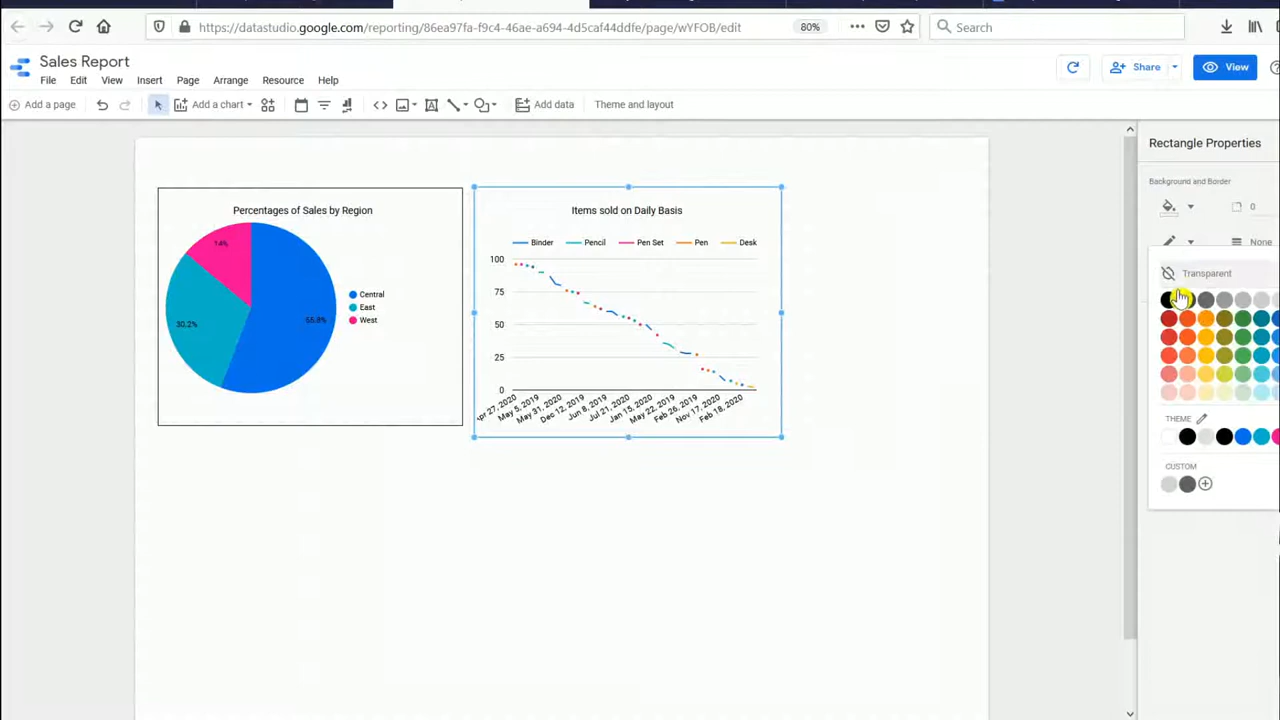 https://datastudio.google.com/reporting/86ea97fa-f9c4-46ae-a694-4d5caf44ddfe/page/wYFOB/edit
80%
Search
Sales Report
File Edit View Insert Page Arrange Resource Help
Share
View
Add a page
Add a chart
Add data
Theme and layout
Rectangle Properties
Background and Border
0
None
Transparent
THEME
CUSTOM
Percentages of Sales by Region
14%
30.2%
55.8%
Central
East
West
Items sold on Daily Basis
Binder Pencil Pen Set Pen Desk
100
75
50
25
0
pr 27, 2020
May 5, 2019
May 31, 2020
Dec 12, 2019
Jun 8, 2019
Jul 21, 2020
Jan 15, 2020
May 22, 2019
Feb 26, 2019
Nov 17, 2020
Feb 18, 2020